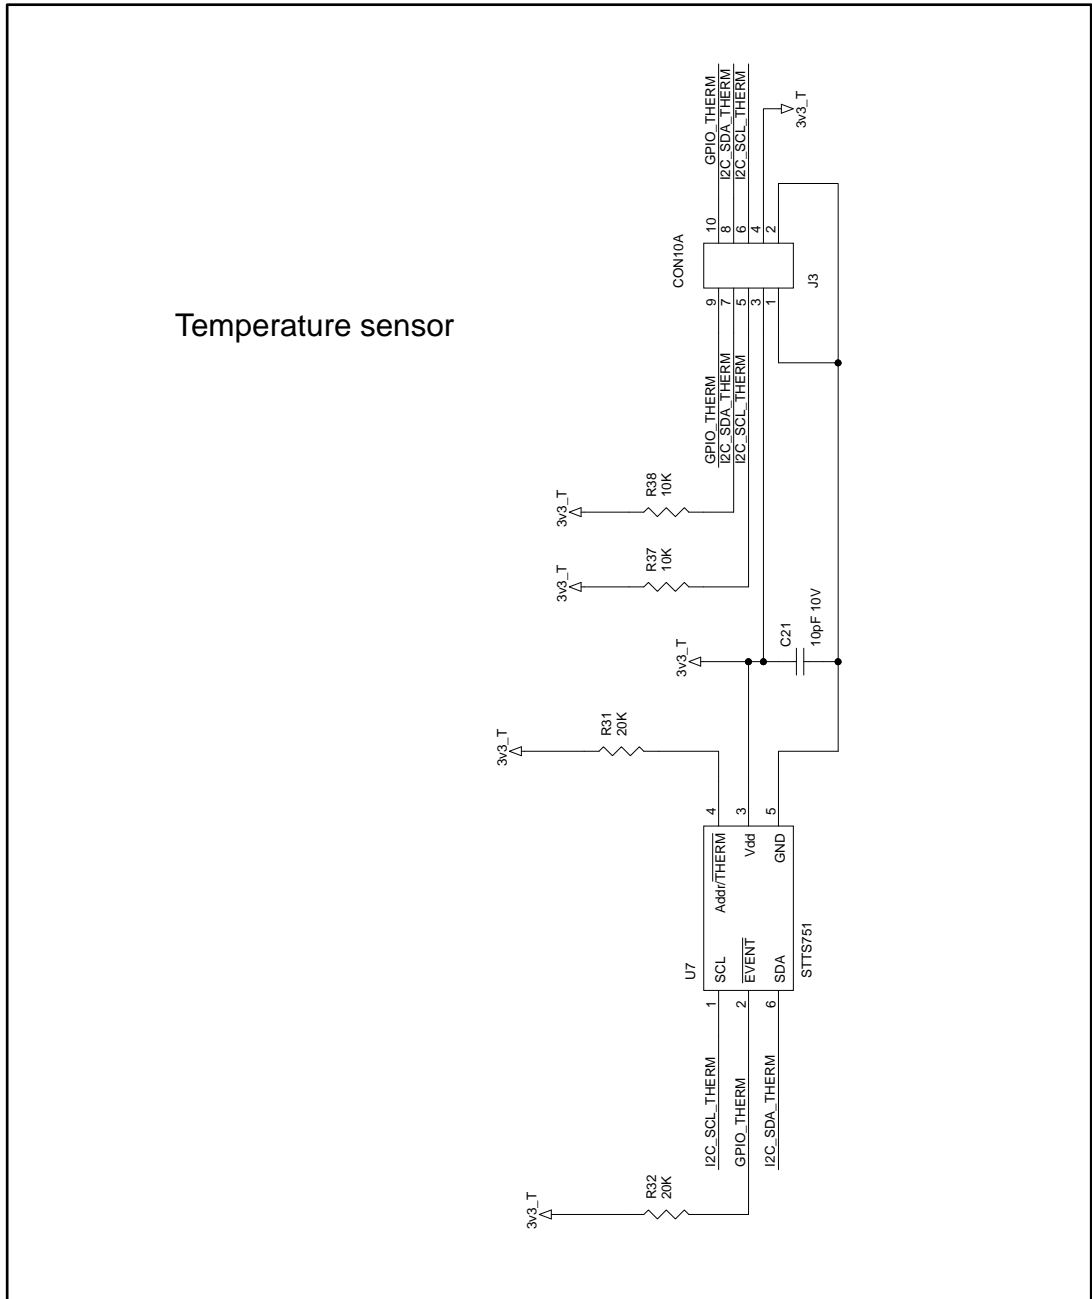 Temperature sensor
GPIO_THERM
I2C_SDA_THERM
I2C_SCL_THERM
3v3_T
10
8
6
4
2
CON10A
J3
9
7
5
3
1
GPIO_THERM
I2C_SDA_THERM
I2C_SCL_THERM
3v3_T
R38
10K
3v3_T
R37
10K
3v3_T
C21
10pF 10V
3v3_T
R31
20K
4
3
5
Addr/THERM
Vdd
GND
U7
SCL
EVENT
SDA
STTS751
1
2
6
I2C_SCL_THERM
GPIO_THERM
I2C_SDA_THERM
3v3_T
R32
20K